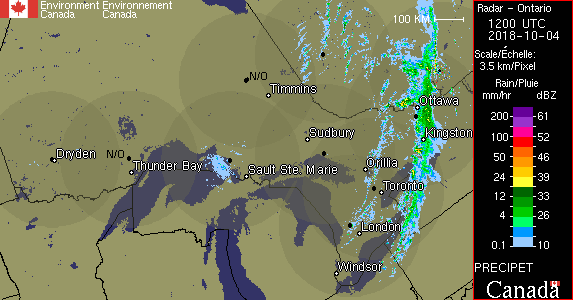 Environment Environnement
Canada Canada
100 KM
N/O
Timmins
Ottawa
Sudbury
Kingston
Dryden
N/O
Thunder Bay
Sault Ste. Marie
Orillia
Toronto
London
Windsor
Radar - Ontario
1200 UTC
2018-10-04
Scale/Échelle:
3.5 km/Pixel
Rain/Pluie
mm/hr dBZ
200 61
100 52
50 46
24 39
12 33
4 26
0.1 10
PRECIPET
Canada